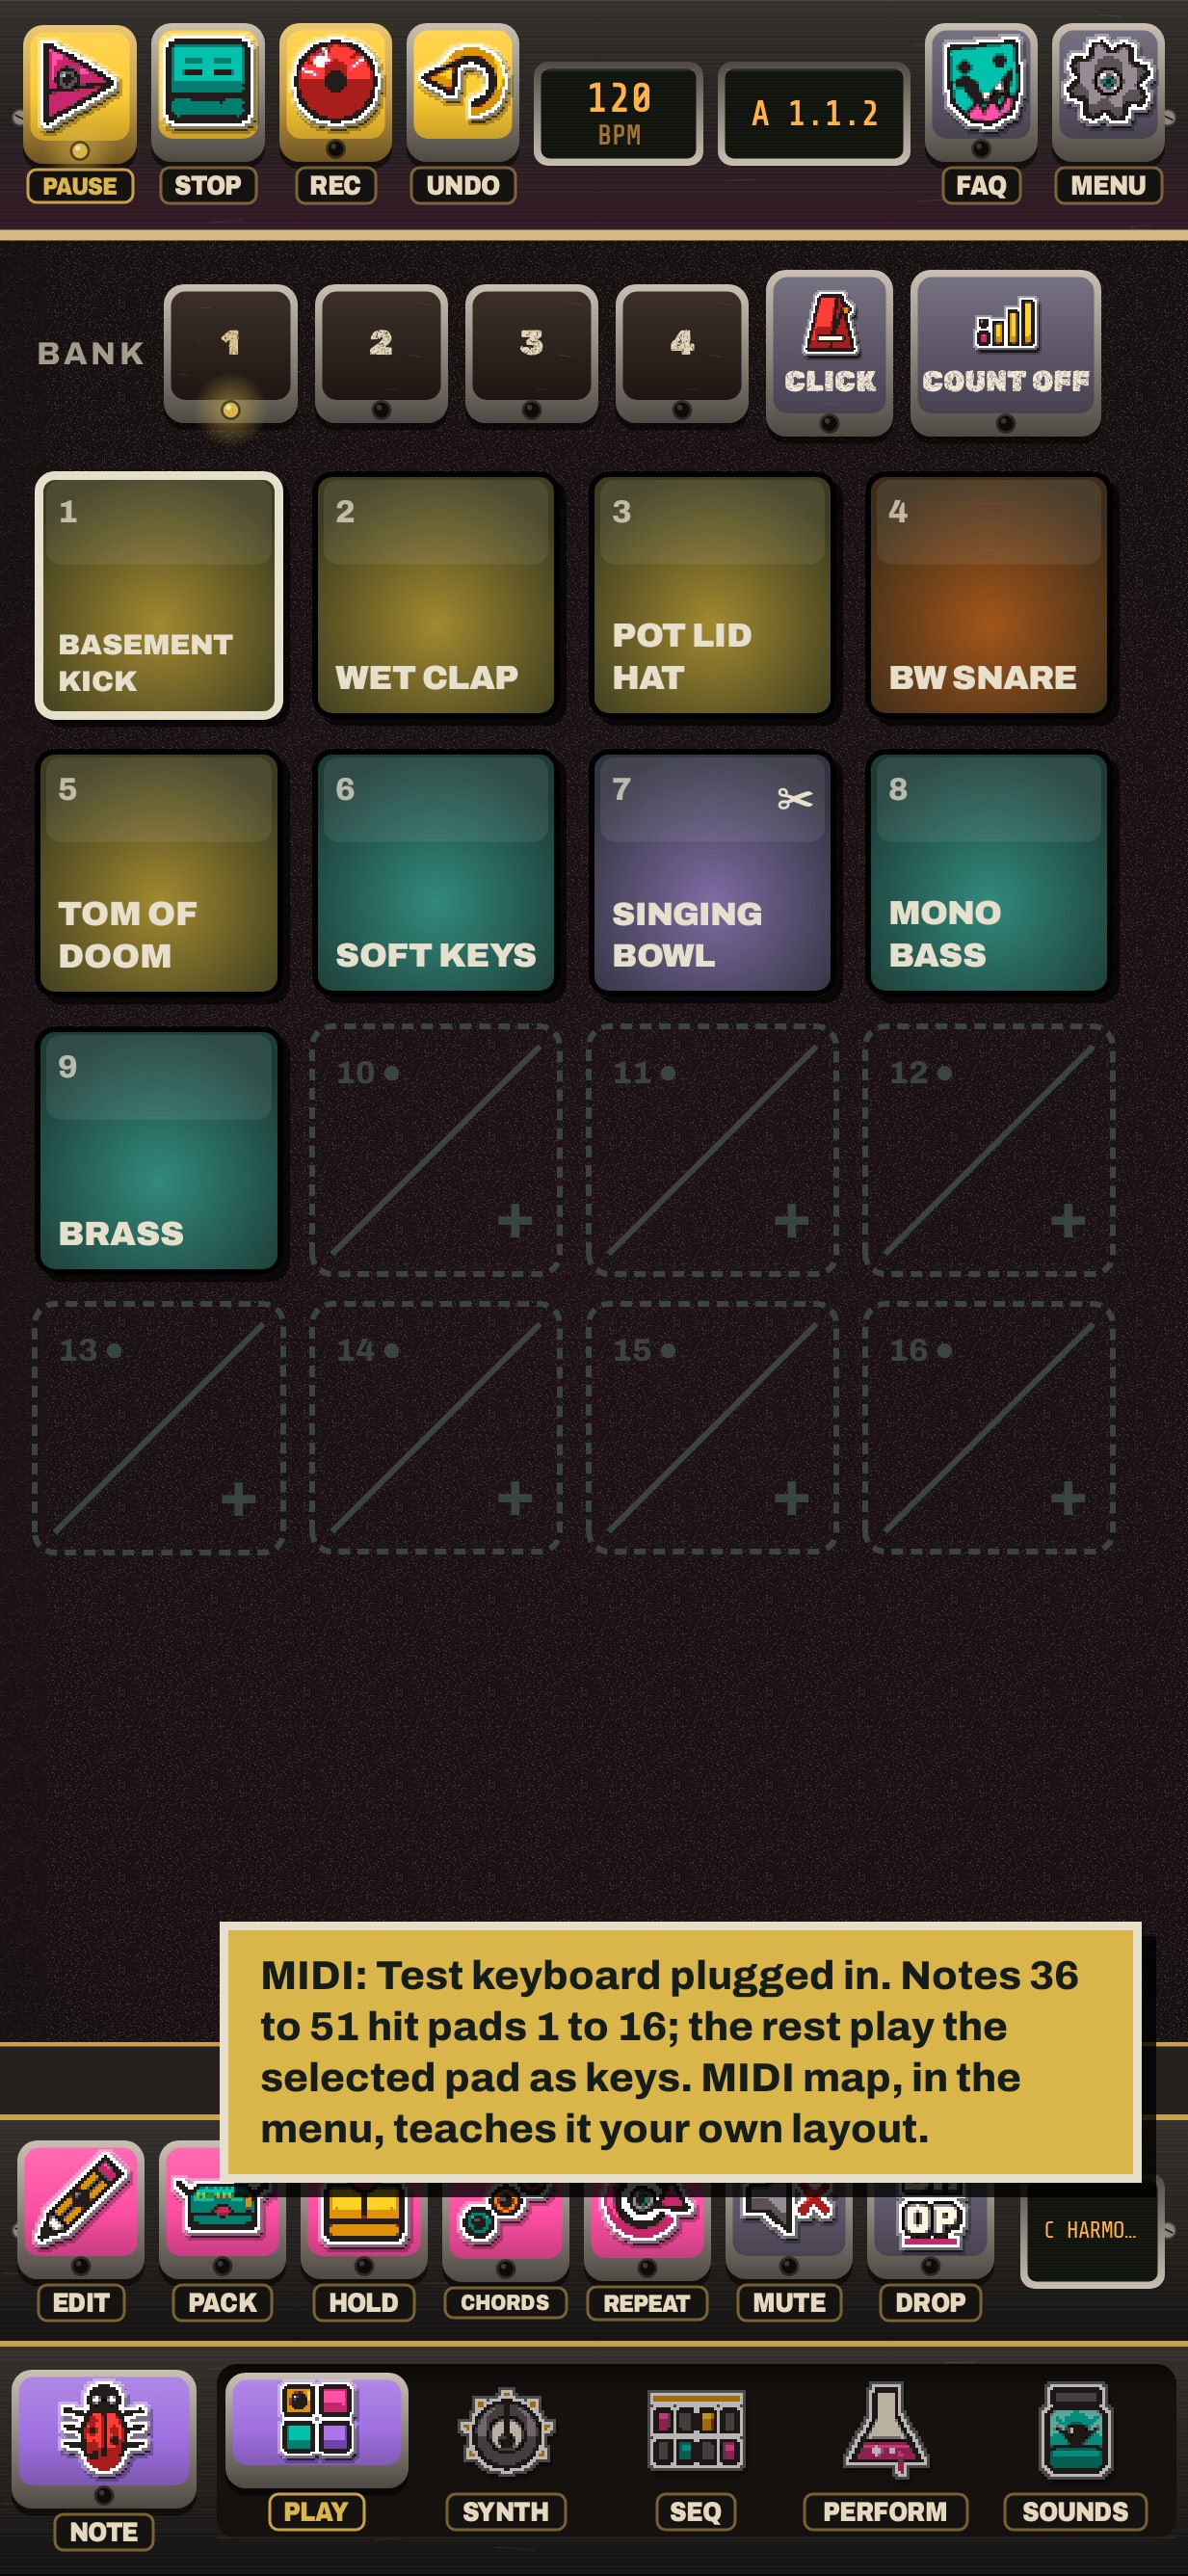 PAUSE STOP REC UNDO 120 BPM A 1.1.2 FAQ MENU
BANK 1 2 3 4 CLICK COUNT OFF
1 2 3 4
BASEMENT KICK
WET CLAP
POT LID HAT
BW SNARE
5 6 7 8
TOM OF DOOM
SOFT KEYS
SINGING BOWL
MONO BASS
9 10 11 12
BRASS
13 14 15 16
MIDI: Test keyboard plugged in. Notes 36
to 51 hit pads 1 to 16; the rest play the
selected pad as keys. MIDI map, in the
menu, teaches it your own layout.
OP
C HARMO...
EDIT PACK HOLD CHORDS REPEAT MUTE DROP
NOTE PLAY SYNTH SEQ PERFORM SOUNDS